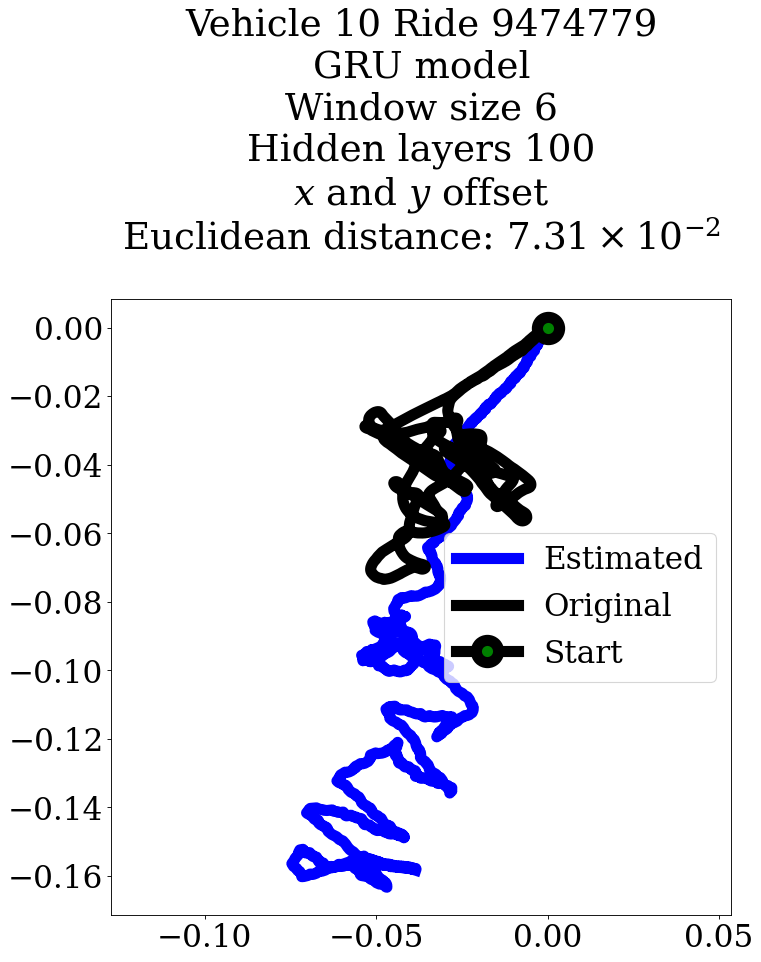 Vehicle 10 Ride 9474779
GRU model
Window size 6
Hidden layers 100
x and y offset
Euclidean distance: 7.31 × 10⁻²
0.00
−0.02
−0.04
−0.06
−0.08
−0.10
−0.12
−0.14
−0.16
Estimated
Original
Start
−0.10
−0.05
0.00
0.05